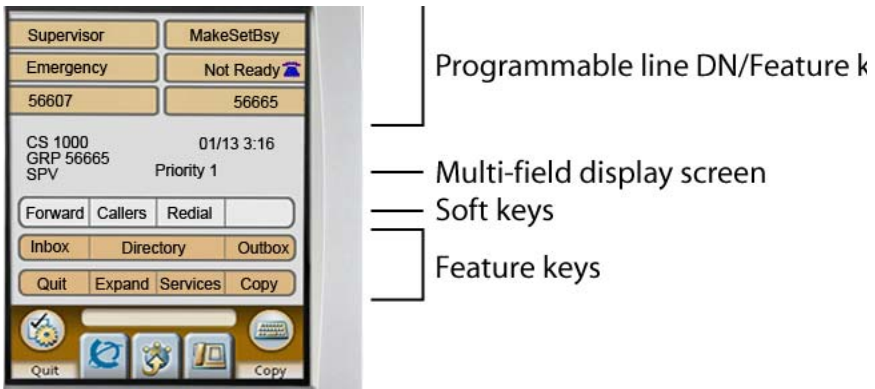 Supervisor MakeSetBsy
Emergency Not Ready
56607 56665
Programmable line DN/Feature
CS 1000 01/13 3:16
GRP 56665
SPV Priority 1
Multi-field display screen
Forward Callers Redial
Soft keys
Inbox Directory Outbox
Feature keys
Quit Expand Services Copy
Quit Copy